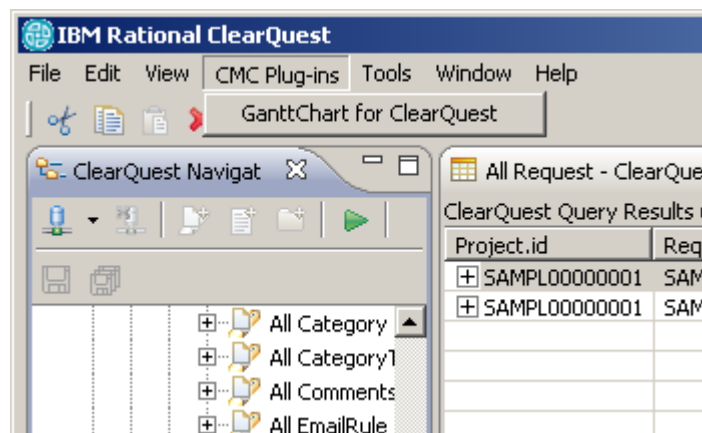 IBM Rational ClearQuest
File Edit View CMC Plug-ins Tools Window Help
GanttChart for ClearQuest
ClearQuest Navigat
All Request - ClearQue
ClearQuest Query Results
Project.id Req
SAMPL00000001 SAM
SAMPL00000001 SAM
All Category
All CategoryT
All Comments
All EmailRule